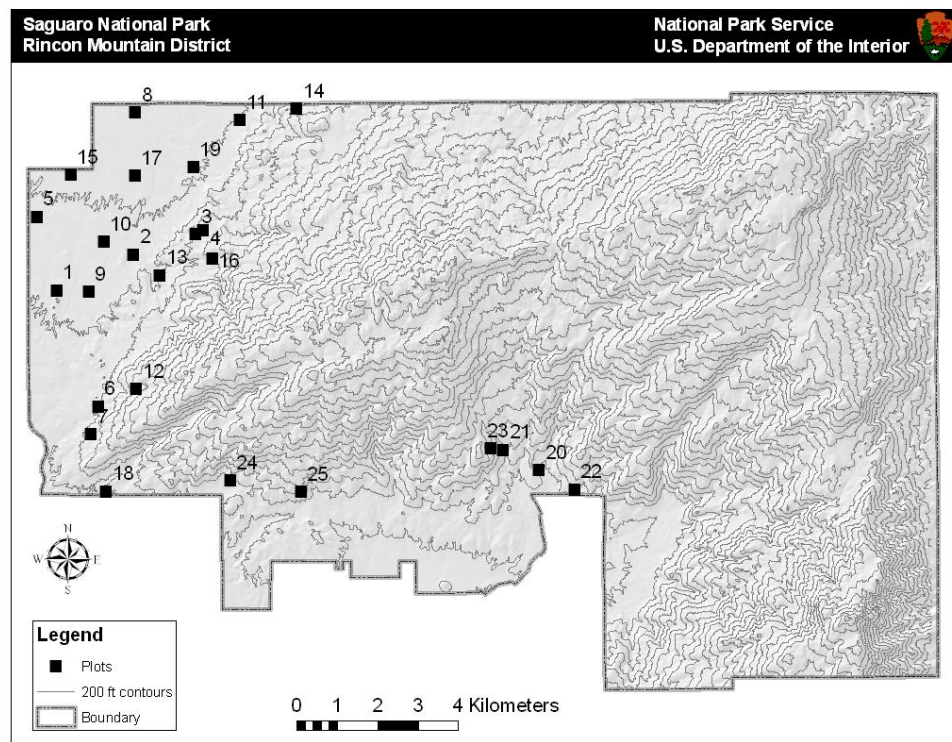 Saguaro National Park
Rincon Mountain District
National Park Service
U.S. Department of the Interior
8
11
14
15
17
19
5
10
2
3
4
13
16
1
9
12
6
7
18
24
25
23
21
20
22
N
W
E
S
Legend
Plots
200 ft contours
Boundary
0 1 2 3 4 Kilometers